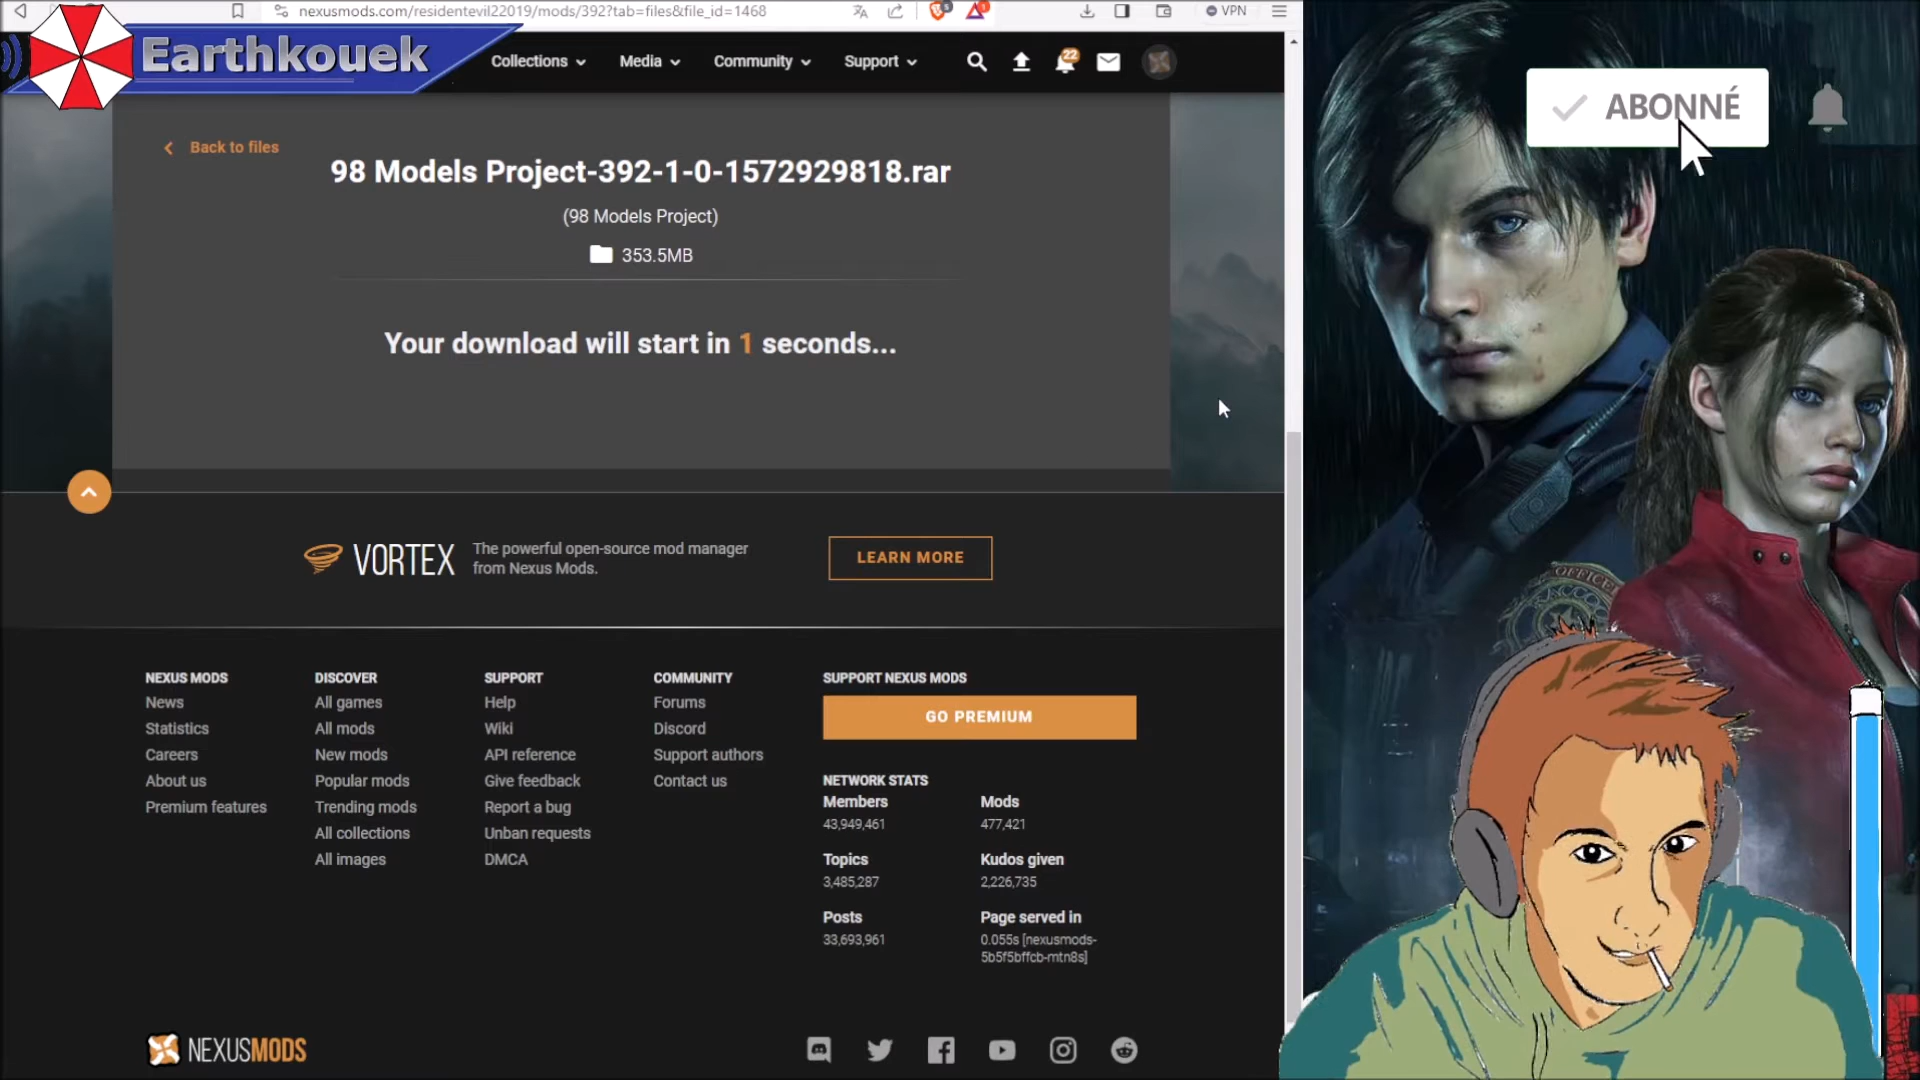 nexusmods.com/residentevil22019/mods/392?tab=files&file_id=1468
VPN
Earthkouek
Collections
Media
Community
Support
22
Back to files
98 Models Project-392-1-0-1572929818.rar
(98 Models Project)
353.5MB
Your download will start in 1 seconds...
ABONNÉ
VORTEX
The powerful open-source mod manager
from Nexus Mods.
LEARN MORE
OFFICER
NEXUS MODS
News
Statistics
Careers
About us
Premium features
DISCOVER
All games
All mods
New mods
Popular mods
Trending mods
All collections
All images
SUPPORT
Help
Wiki
API reference
Give feedback
Report a bug
Unban requests
DMCA
COMMUNITY
Forums
Discord
Support authors
Contact us
SUPPORT NEXUS MODS
GO PREMIUM
NETWORK STATS
Members
43,949,461
Mods
477,421
Topics
3,485,287
Kudos given
2,226,735
Posts
33,693,961
Page served in
0.055s [nexusmods-
5b5f5bffcb-mtn8s]
NEXUSMODS